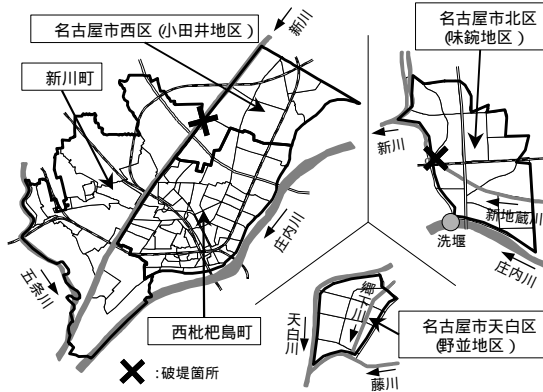 名古屋市西区(小田井地区)
新川
新川町
庄内川
五条川
西枇杷島町
✕:破堤箇所
名古屋市北区
(味鋺地区)
新川
新地蔵川
洗堰
庄内川
天白川
郷下川
名古屋市天白区
(野並地区)
藤川